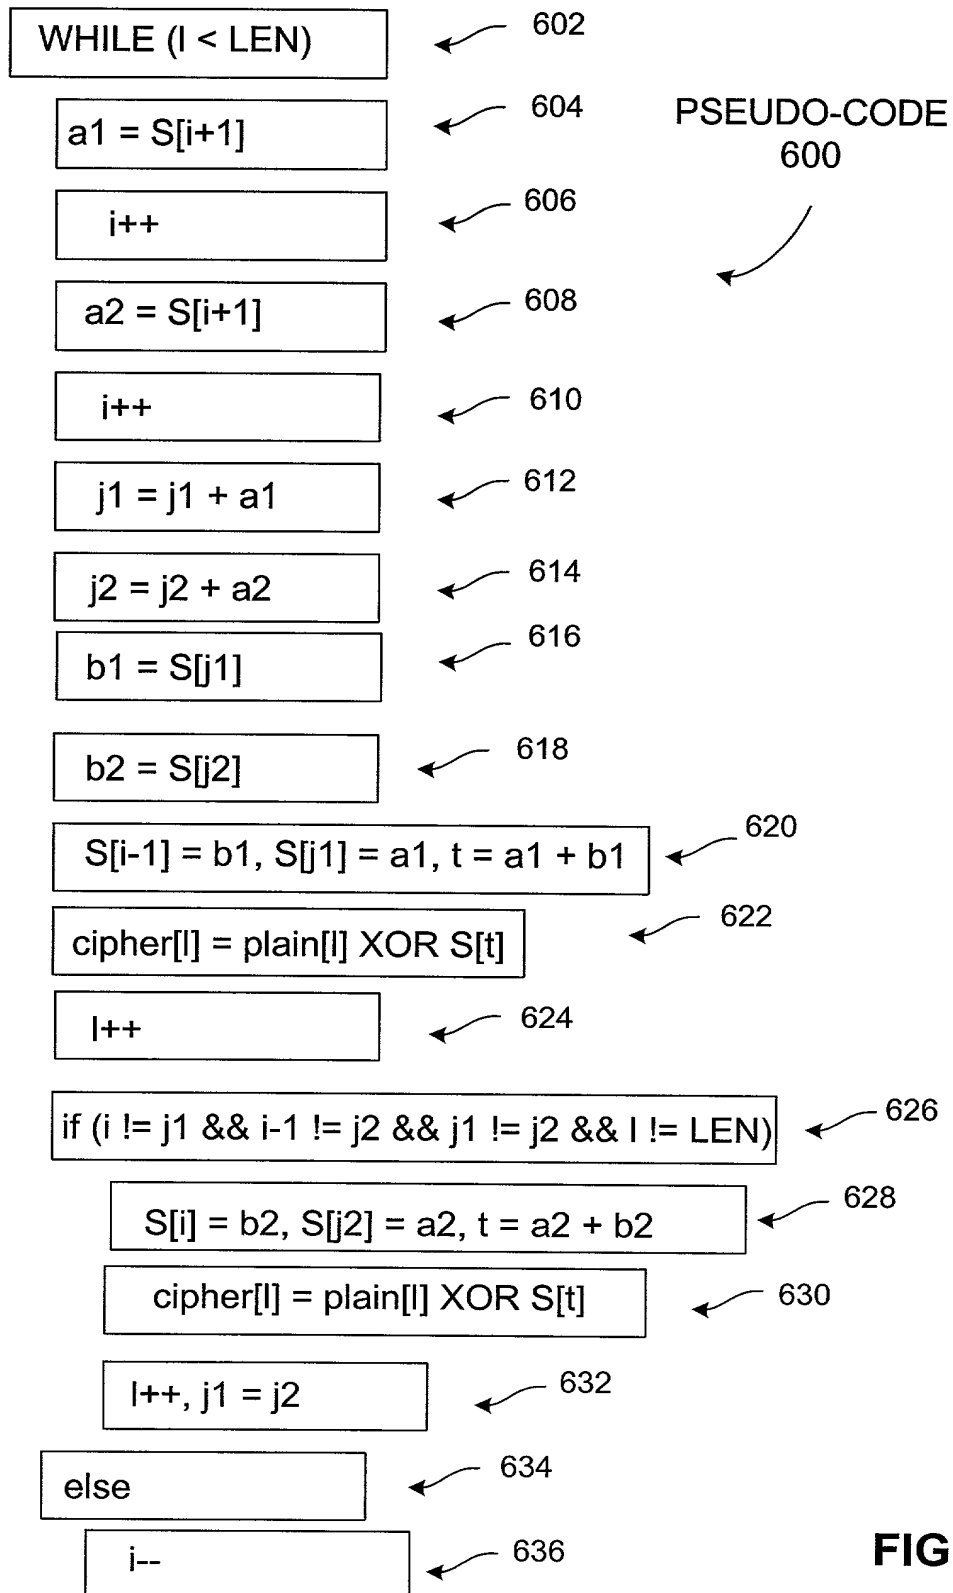 WHILE (l < LEN)
602
a1 = S[i+1]
604
PSEUDO-CODE
600
i++
606
a2 = S[i+1]
608
i++
610
j1 = j1 + a1
612
j2 = j2 + a2
614
b1 = S[j1]
616
b2 = S[j2]
618
S[i-1] = b1, S[j1] = a1, t = a1 + b1
620
cipher[l] = plain[l] XOR S[t]
622
l++
624
if (i != j1 && i-1 != j2 && j1 != j2 && l != LEN)
626
S[i] = b2, S[j2] = a2, t = a2 + b2
628
cipher[l] = plain[l] XOR S[t]
630
l++, j1 = j2
632
else
634
i--
636
FIG